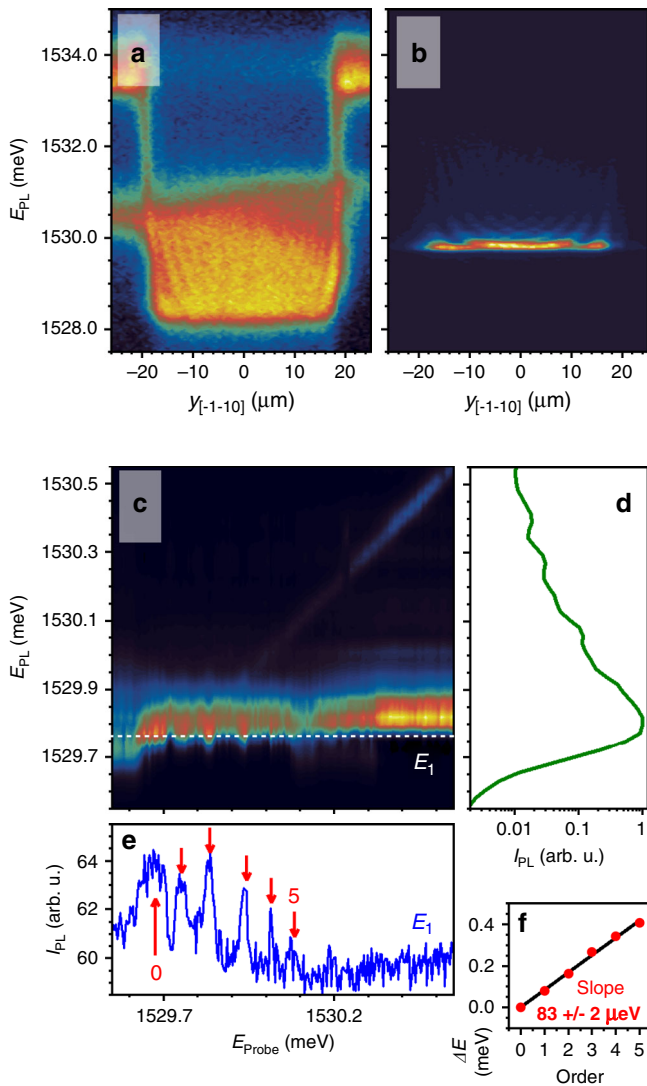 a
b
1534.0
1532.0
1530.0
1528.0
E_PL (meV)
−20 −10 0 10 20
−20 −10 0 10 20
y[-1-10] (μm)
y[-1-10] (μm)
c
d
1530.5
1530.3
1530.1
1529.9
1529.7
E_PL (meV)
E_1
0.01 0.1 1
I_PL (arb. u.)
e
64
62
60
I_PL (arb. u.)
0
5
E_1
1529.7 1530.2
E_Probe (meV)
f
0.4
0.2
0.0
ΔE
(meV)
Slope
83 +/- 2 μeV
0 1 2 3 4 5
Order